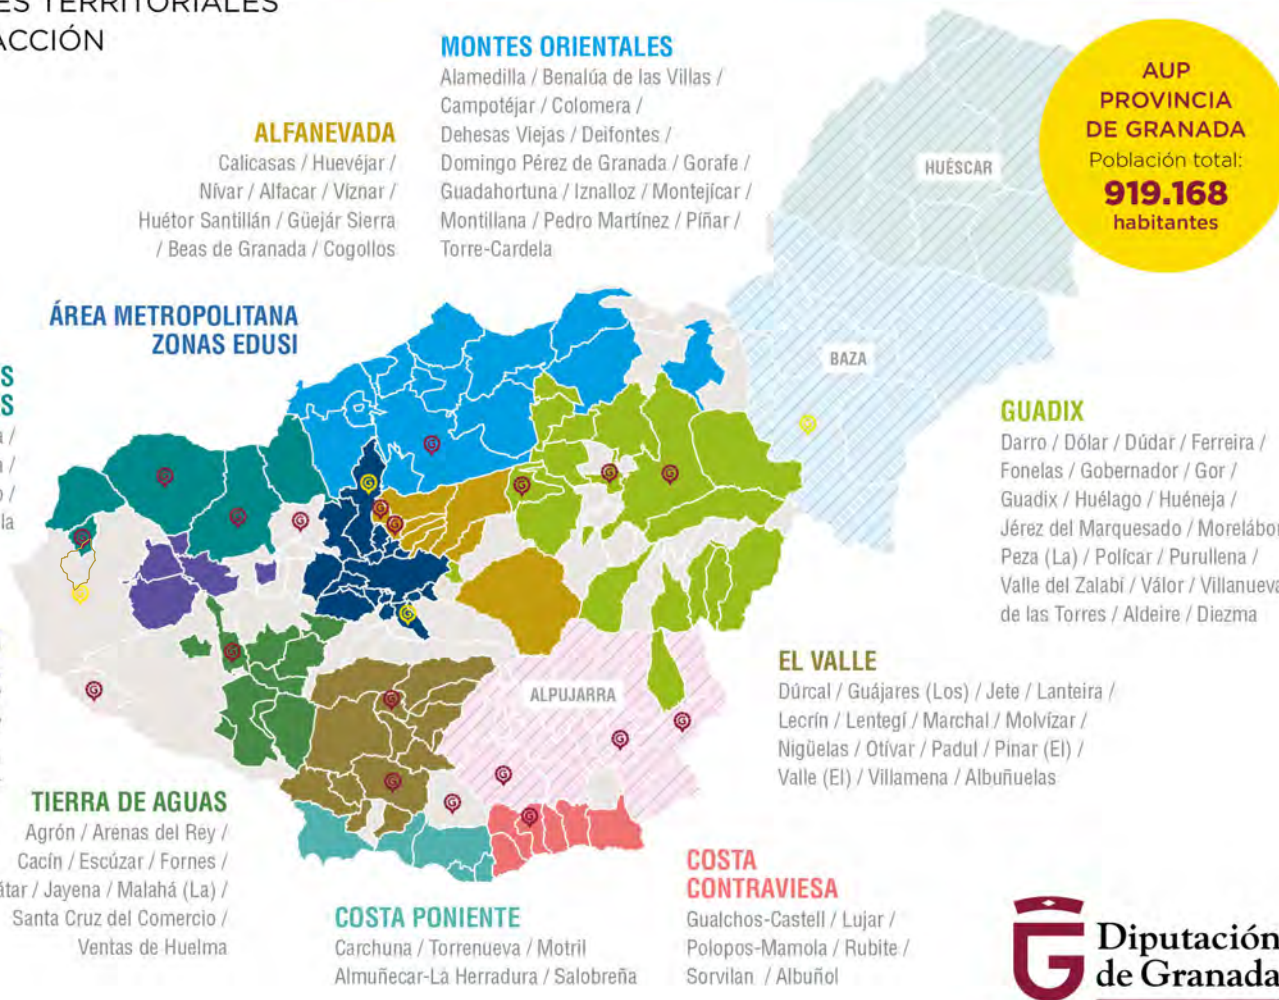 ES TERRITORIALES
ACCIÓN
MONTES ORIENTALES
Alamedilla / Benalúa de las Villas /
Campotéjar / Colomera /
Dehesas Viejas / Deifontes /
Domingo Pérez de Granada / Gorafe /
Guadahortuna / Iznalloz / Montejícar /
Montillana / Pedro Martínez / Píñar /
Torre-Cardela
ALFANEVADA
Calicasas / Huevéjar /
Nívar / Alfacar / Víznar /
Huétor Santillán / Güejár Sierra
/ Beas de Granada / Cogollos
AUP
PROVINCIA
DE GRANADA
Población total:
919.168
habitantes
HUÉSCAR
BAZA
ÁREA METROPOLITANA
ZONAS EDUSI
S
S
a /
a /
o /
la
GUADIX
Darro / Dólar / Dúdar / Ferreira /
Fonelas / Gobernador / Gor /
Guadix / Huélago / Huéneja /
Jérez del Marquesado / Morelábor
Peza (La) / Polícar / Purullena /
Valle del Zalabí / Válor / Villanueva
de las Torres / Aldeire / Diezma
ALPUJARRA
EL VALLE
Dúrcal / Guájares (Los) / Jete / Lanteira /
Lecrín / Lentegí / Marchal / Molvízar /
Nigüelas / Otívar / Padul / Pinar (El) /
Valle (El) / Villamena / Albuñuelas
TIERRA DE AGUAS
Agrón / Arenas del Rey /
Cacín / Escúzar / Fornes /
átar / Jayena / Malahá (La) /
Santa Cruz del Comercio /
Ventas de Huelma
COSTA PONIENTE
Carchuna / Torrenueva / Motril
Almuñecar-La Herradura / Salobreña
COSTA
CONTRAVIESA
Gualchos-Castell / Lujar /
Polopos-Mamola / Rubite /
Sorvilan / Albuñol
Diputación
de Granada